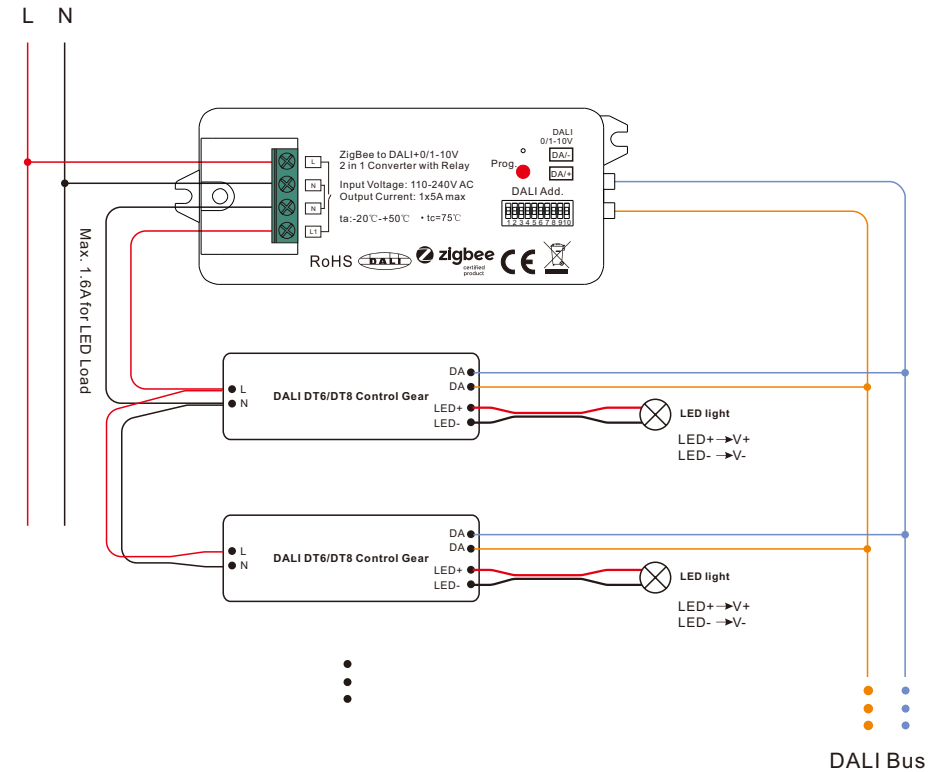 L N
DALI
0/1-10V
DA/-
DA/+
Prog.
DALI Add.
1 2 3 4 5 6 7 8 9 10
L
N
N
L1
ZigBee to DALI+0/1-10V
2 in 1 Converter with Relay
Input Voltage: 110-240V AC
Output Current: 1x5A max
ta:-20℃-+50℃ • tc=75℃
RoHS DALI zigbee CE
certified
product
Max. 1.6A for LED Load
L
N
DALI DT6/DT8 Control Gear
DA
DA
LED+
LED-
LED light
LED+→V+
LED-→V-
L
N
DALI DT6/DT8 Control Gear
DA
DA
LED+
LED-
LED light
LED+→V+
LED-→V-
DALI Bus